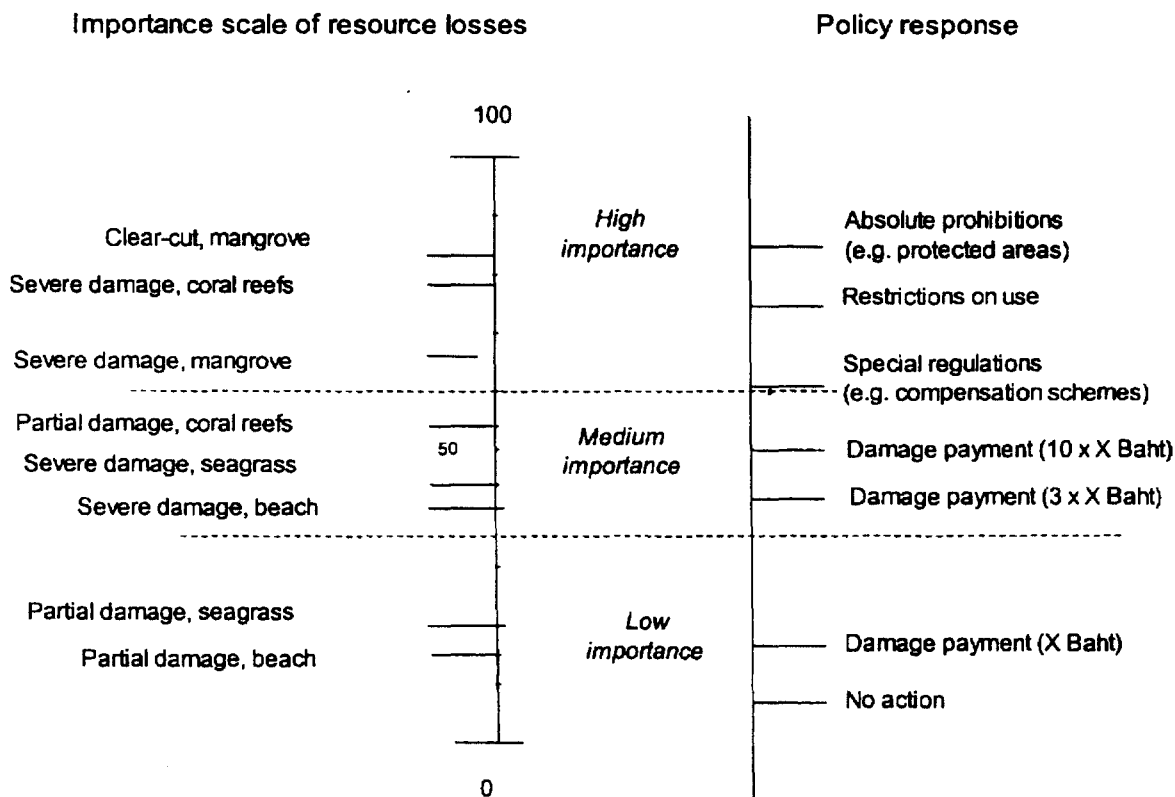 Importance scale of resource losses
Policy response
100
High
importance
Absolute prohibitions
(e.g. protected areas)
Clear-cut, mangrove
Severe damage, coral reefs
Restrictions on use
Severe damage, mangrove
Special regulations
(e.g. compensation schemes)
Partial damage, coral reefs
50
Medium
importance
Damage payment (10 x X Baht)
Severe damage, seagrass
Damage payment (3 x X Baht)
Severe damage, beach
Partial damage, seagrass
Low
importance
Damage payment (X Baht)
Partial damage, beach
No action
0